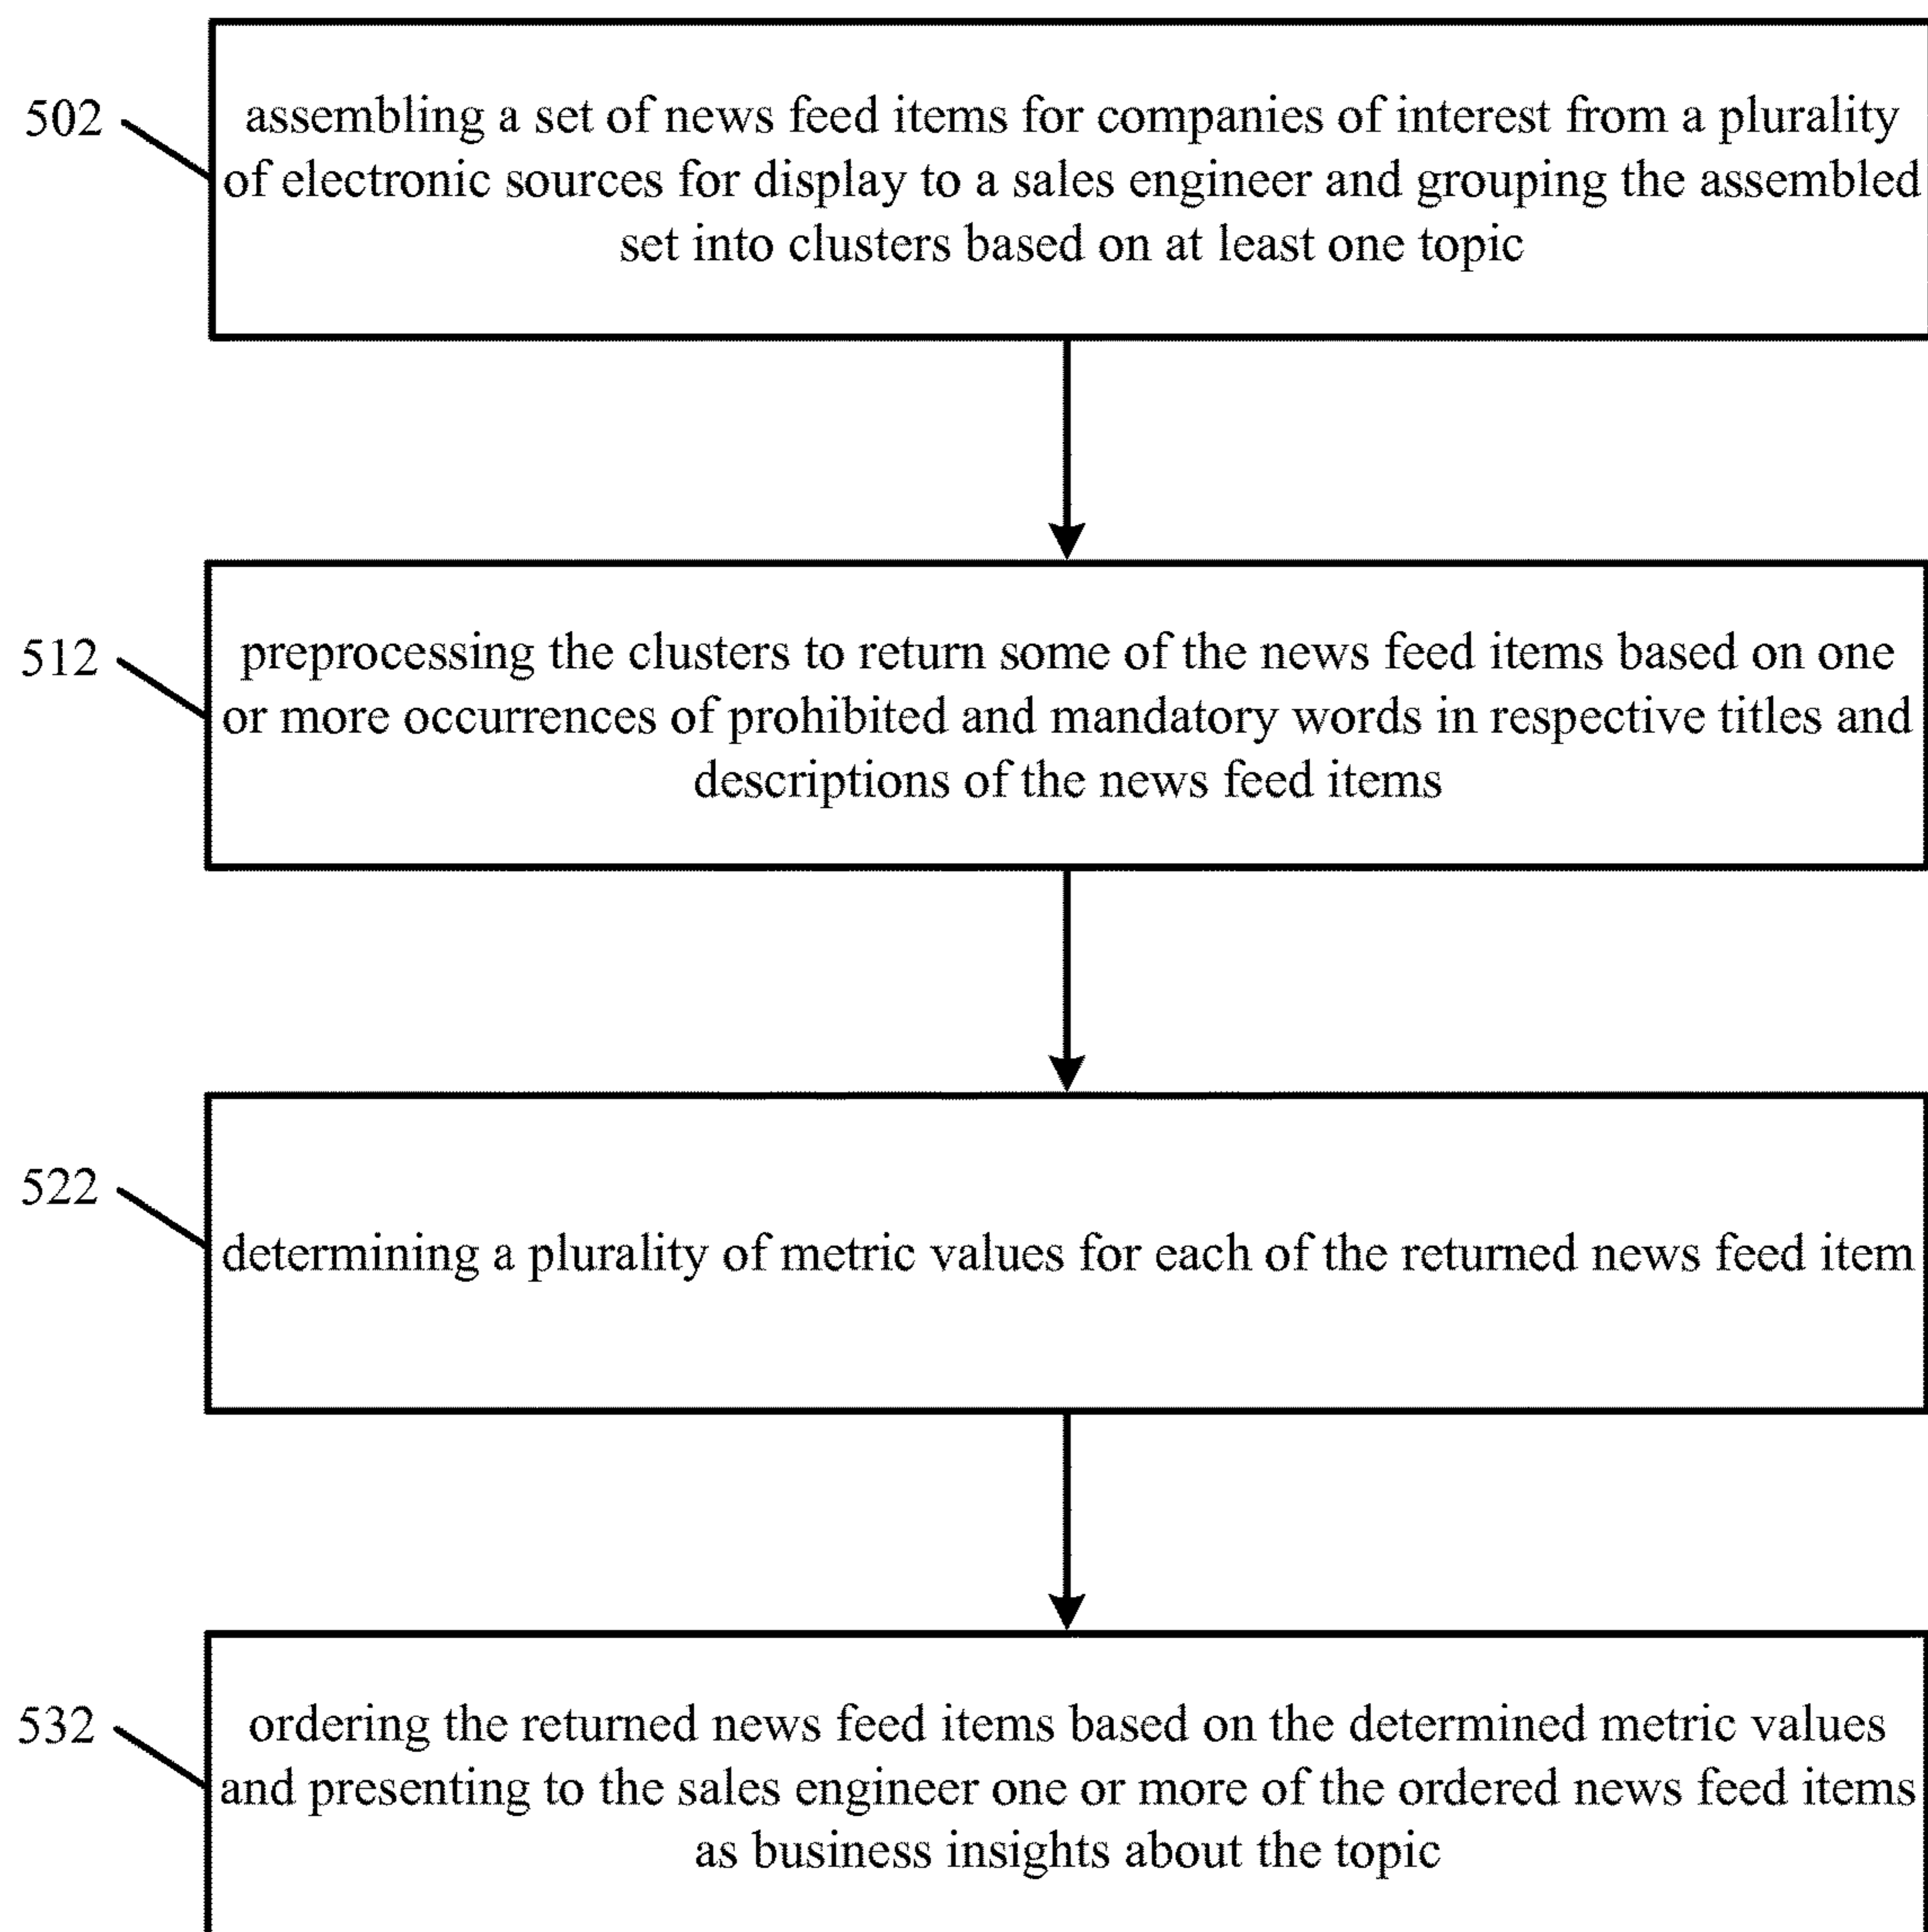 502
assembling a set of news feed items for companies of interest from a plurality
of electronic sources for display to a sales engineer and grouping the assembled
set into clusters based on at least one topic
512
preprocessing the clusters to return some of the news feed items based on one
or more occurrences of prohibited and mandatory words in respective titles and
descriptions of the news feed items
522
determining a plurality of metric values for each of the returned news feed item
532
ordering the returned news feed items based on the determined metric values
and presenting to the sales engineer one or more of the ordered news feed items
as business insights about the topic